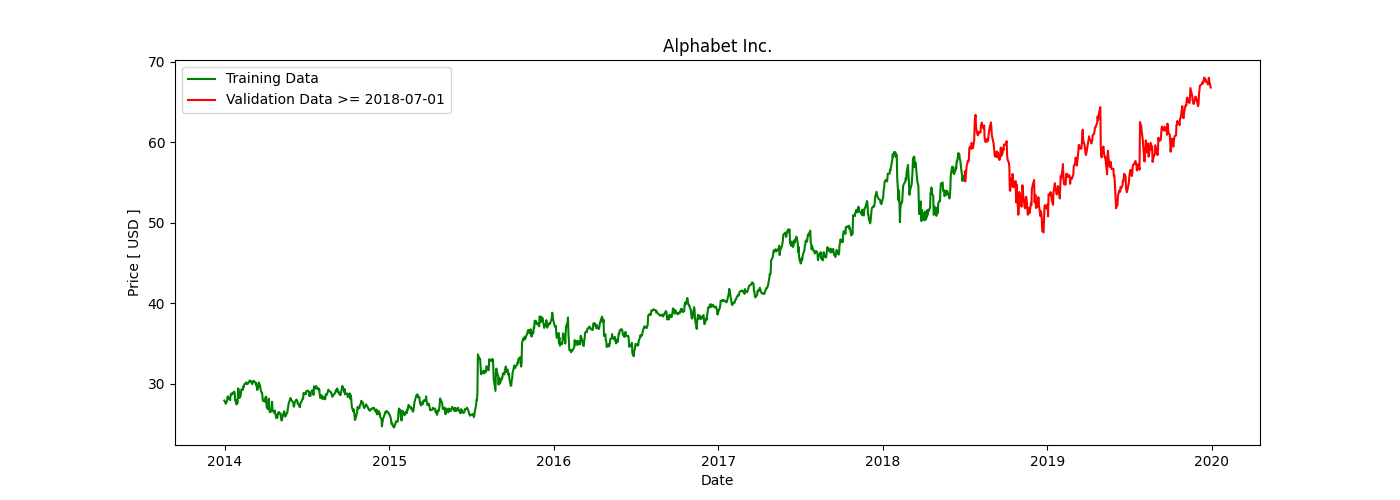 Alphabet Inc.
Training Data
Validation Data >= 2018-07-01
Price [ USD ]
70
60
50
40
30
2014 2015 2016 2017 2018 2019 2020
Date